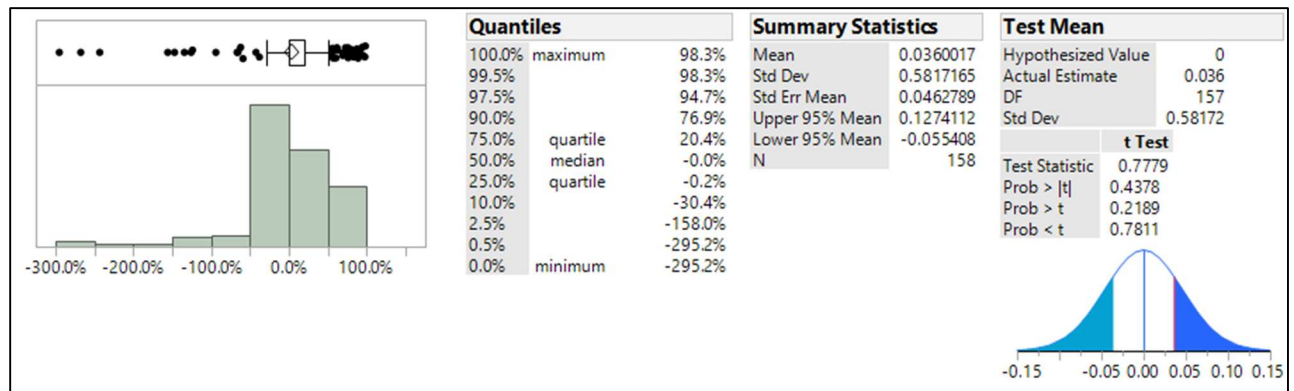 Quantiles
100.0% maximum 98.3%
99.5% 98.3%
97.5% 94.7%
90.0% 76.9%
75.0% quartile 20.4%
50.0% median -0.0%
25.0% quartile -0.2%
10.0% -30.4%
2.5% -158.0%
0.5% -295.2%
0.0% minimum -295.2%
Summary Statistics
Mean 0.0360017
Std Dev 0.5817165
Std Err Mean 0.0462789
Upper 95% Mean 0.1274112
Lower 95% Mean -0.055408
N 158
Test Mean
Hypothesized Value 0
Actual Estimate 0.036
DF 157
Std Dev 0.58172
t Test
Test Statistic 0.7779
Prob > |t| 0.4378
Prob > t 0.2189
Prob < t 0.7811
-300.0% -200.0% -100.0% 0.0% 100.0%
-0.15 -0.05 0.00 0.05 0.10 0.15